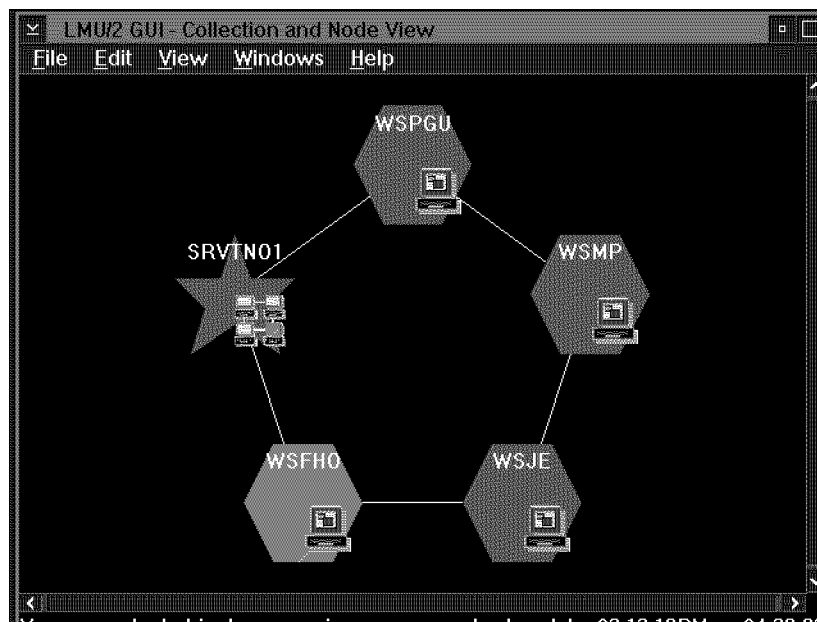 LMU/2 GUI - Collection and Node View
File Edit View Windows Help
WSPGU
SRVTN01
WSMP
WSFHO
WSJE